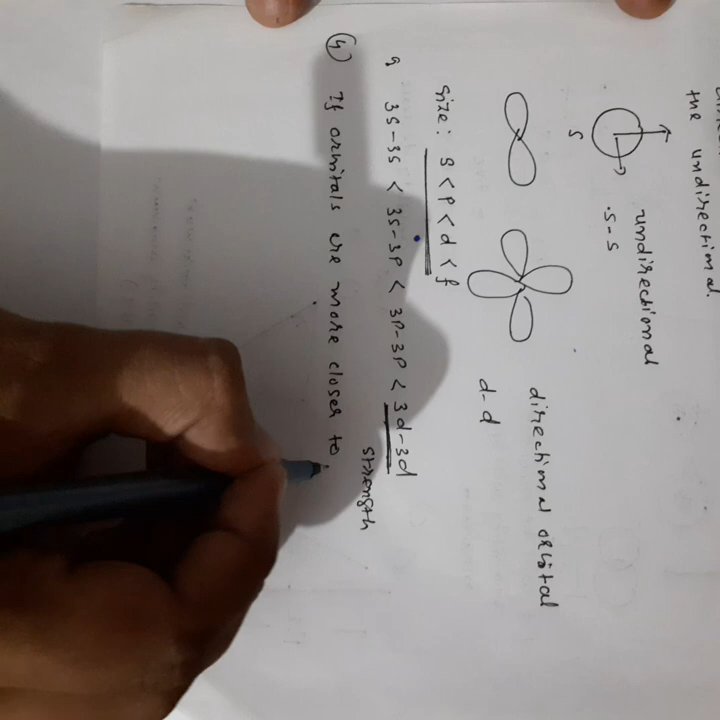 the undirectional.
undirectional
S
S-S
directional orbital
d-d
Size: S < P < d < f
3S-3S < 3S-3P < 3P-3P < 3d-3d
strength
(4) If orbitals are more closer to